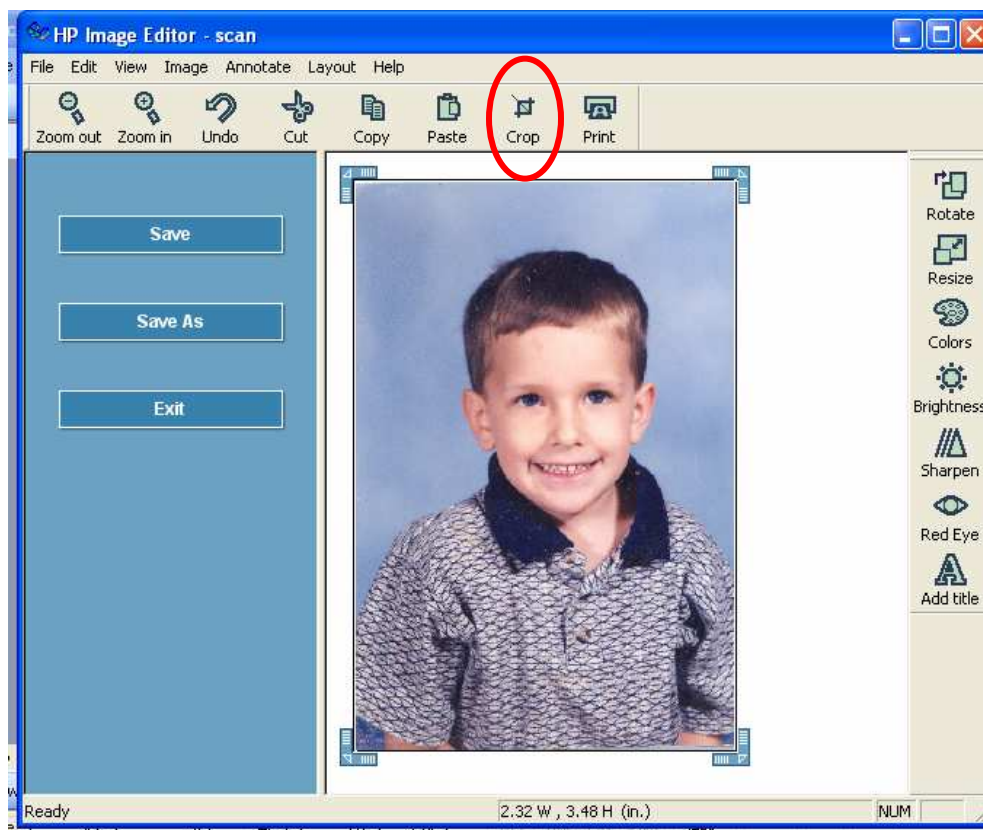 HP Image Editor - scan
File Edit View Image Annotate Layout Help
Zoom out Zoom in Undo Cut Copy Paste Crop Print
Save
Save As
Exit
Rotate
Resize
Colors
Brightness
Sharpen
Red Eye
Add title
Ready 2.32 W , 3.48 H (in.) NUM